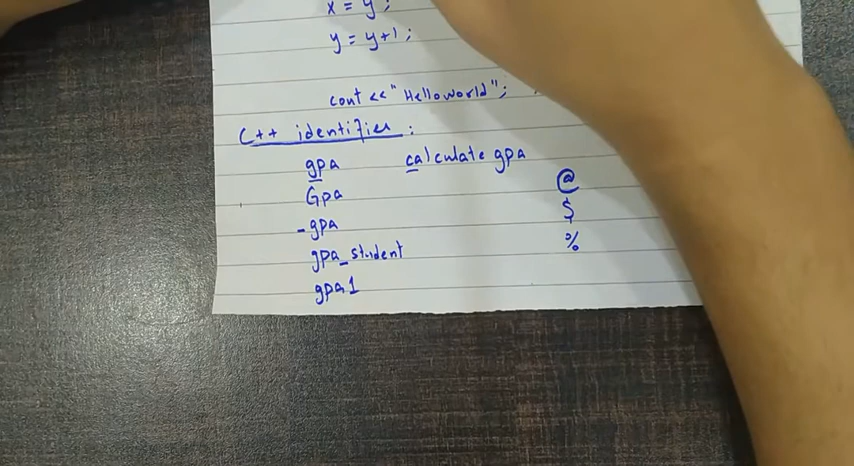 x = y ;
y = y+1 ;
cout << "Helloworld" ;
C++ identifier :
gpa calculate gpa
Gpa @
_gpa $
gpa_student %
gpa1